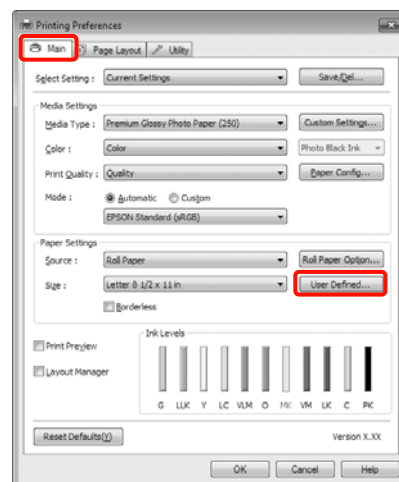 Printing Preferences
Main Page Layout Utility
Select Setting : Current Settings Save/Del...
Media Settings
Media Type : Premium Glossy Photo Paper (250) Custom Settings...
Color : Color Photo Black Ink
Print Quality : Quality Paper Config...
Mode : Automatic Custom
EPSON Standard (sRGB)
Paper Settings
Source : Roll Paper Roll Paper Option...
Size : Letter 8 1/2 x 11 in User Defined...
Borderless
Ink Levels
Print Preview
Layout Manager
G LLK Y LC VLM O MK VM LK C PK
Reset Defaults(Y) Version X.XX
OK Cancel Help